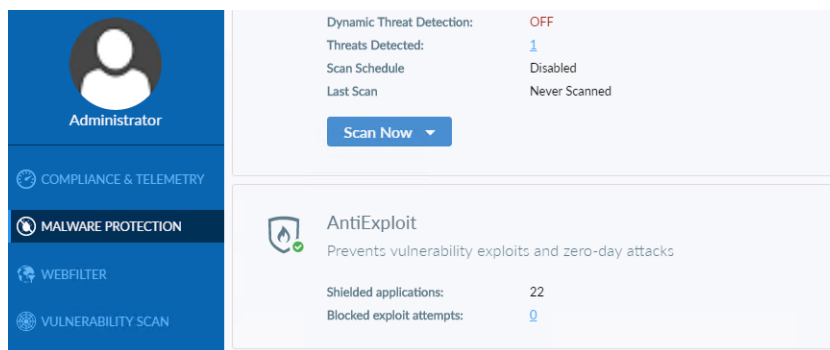 Administrator
COMPLIANCE & TELEMETRY
MALWARE PROTECTION
WEBFILTER
VULNERABILITY SCAN
Dynamic Threat Detection: OFF
Threats Detected: 1
Scan Schedule Disabled
Last Scan Never Scanned
Scan Now
AntiExploit
Prevents vulnerability exploits and zero-day attacks
Shielded applications: 22
Blocked exploit attempts: 0